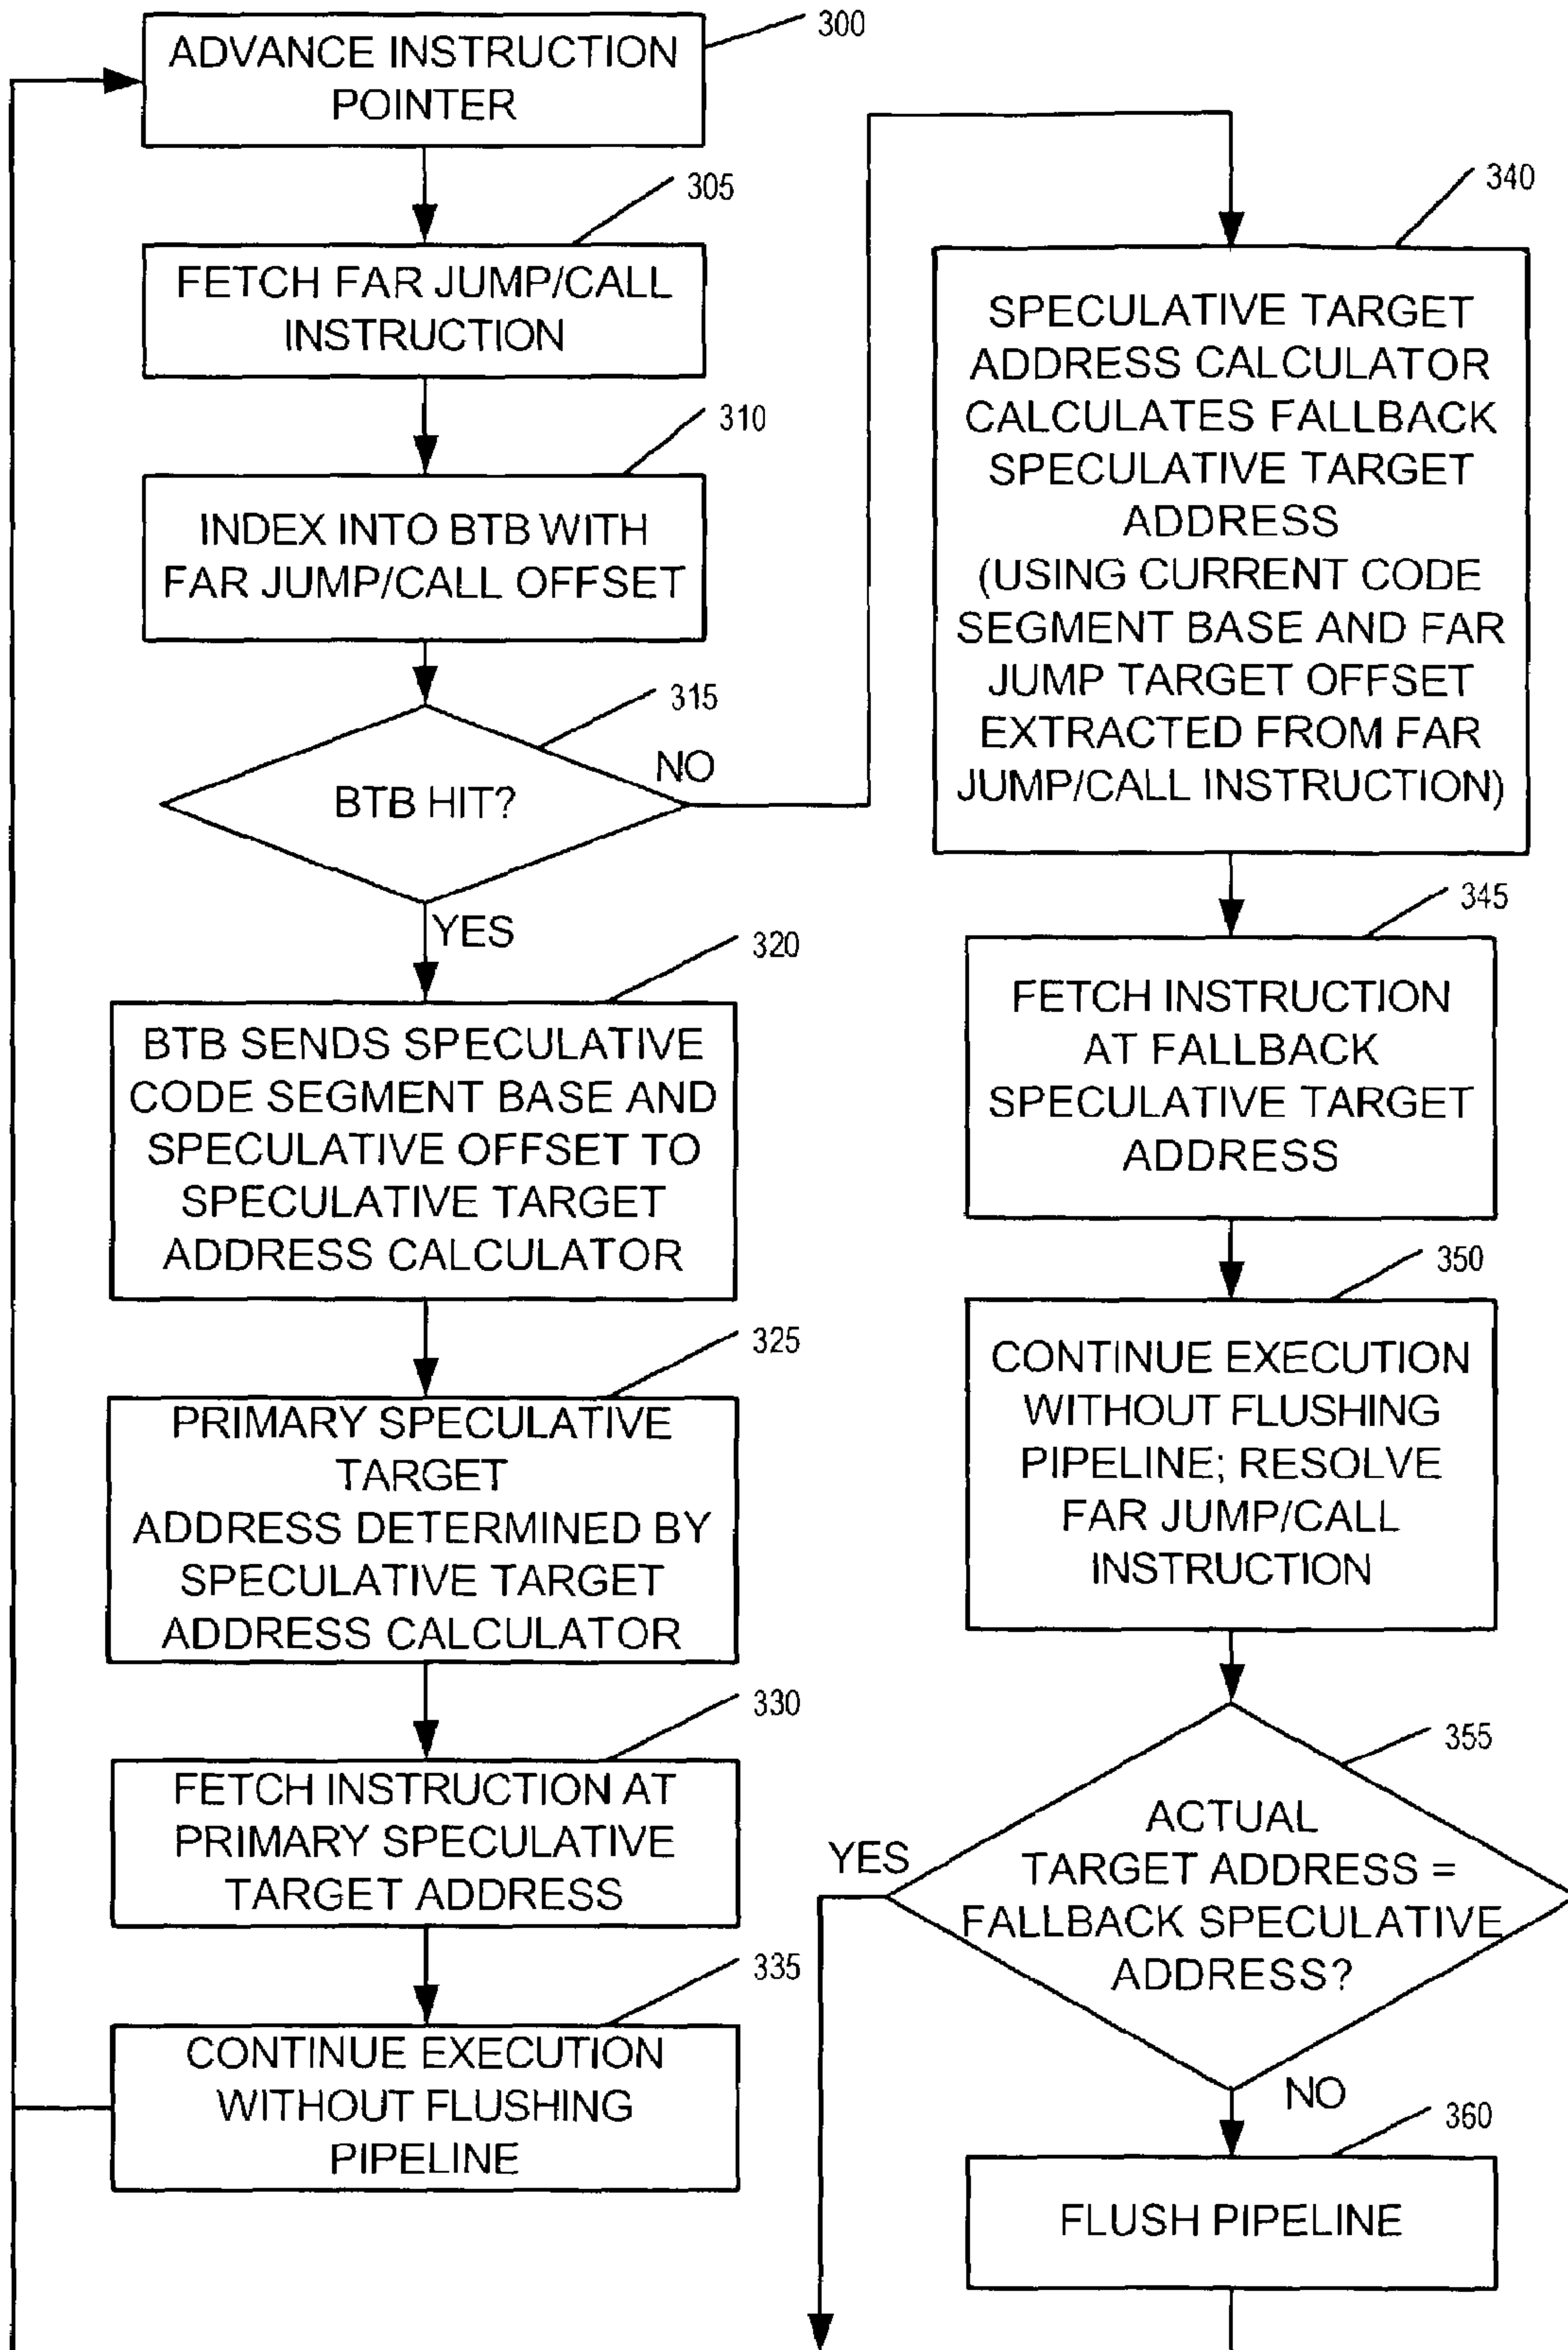 300
ADVANCE INSTRUCTION
POINTER
305
FETCH FAR JUMP/CALL
INSTRUCTION
310
INDEX INTO BTB WITH
FAR JUMP/CALL OFFSET
315
BTB HIT?
NO
YES
320
BTB SENDS SPECULATIVE
CODE SEGMENT BASE AND
SPECULATIVE OFFSET TO
SPECULATIVE TARGET
ADDRESS CALCULATOR
325
PRIMARY SPECULATIVE
TARGET
ADDRESS DETERMINED BY
SPECULATIVE TARGET
ADDRESS CALCULATOR
330
FETCH INSTRUCTION AT
PRIMARY SPECULATIVE
TARGET ADDRESS
335
CONTINUE EXECUTION
WITHOUT FLUSHING
PIPELINE
340
SPECULATIVE TARGET
ADDRESS CALCULATOR
CALCULATES FALLBACK
SPECULATIVE TARGET
ADDRESS
(USING CURRENT CODE
SEGMENT BASE AND FAR
JUMP TARGET OFFSET
EXTRACTED FROM FAR
JUMP/CALL INSTRUCTION)
345
FETCH INSTRUCTION
AT FALLBACK
SPECULATIVE TARGET
ADDRESS
350
CONTINUE EXECUTION
WITHOUT FLUSHING
PIPELINE; RESOLVE
FAR JUMP/CALL
INSTRUCTION
355
ACTUAL
TARGET ADDRESS =
FALLBACK SPECULATIVE
ADDRESS?
YES
NO
360
FLUSH PIPELINE